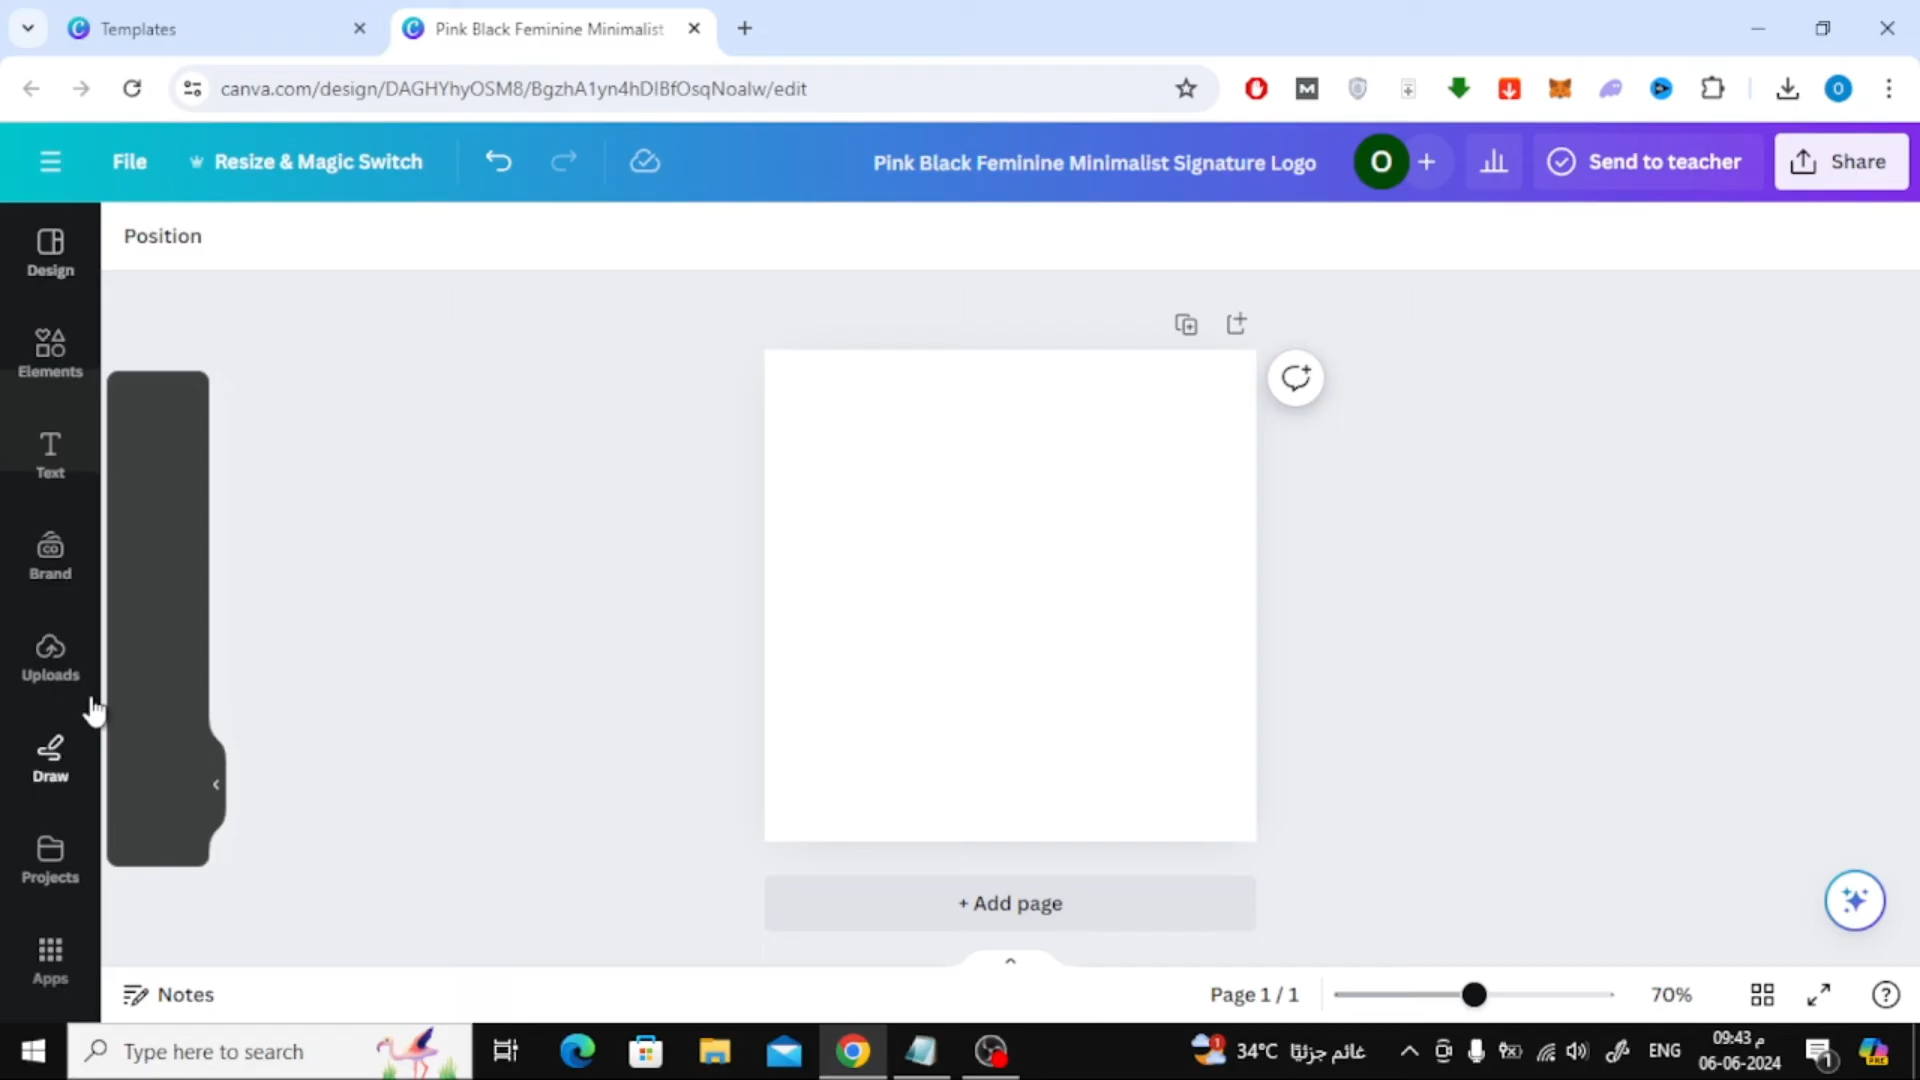 Templates
Pink Black Feminine Minimalist
canva.com/design/DAGHYhyOSM8/BgzhA1yn4hDIBfOsqNoalw/edit
File
Resize & Magic Switch
Pink Black Feminine Minimalist Signature Logo
O
Send to teacher
Share
Position
Design
Elements
Text
Brand
Uploads
Draw
Projects
Apps
+ Add page
Notes
Page 1 / 1
70%
Type here to search
34°C غائم جزئيًا
ENG
09:43 م
06-06-2024